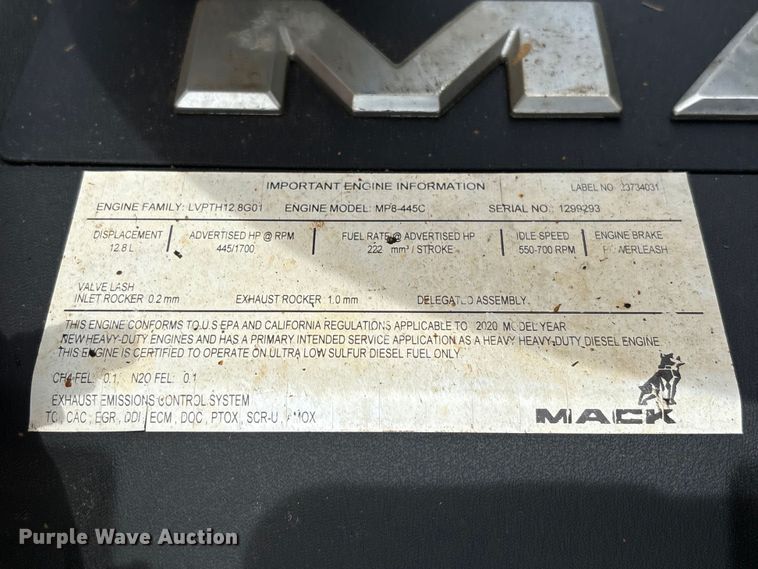 MA
IMPORTANT ENGINE INFORMATION LABEL NO 23734031
ENGINE FAMILY: LVPTH12.8G01 ENGINE MODEL: MP8-445C SERIAL NO. 1299293
DISPLACEMENT ADVERTISED HP @ RPM FUEL RATE @ ADVERTISED HP IDLE SPEED ENGINE BRAKE
12.8 L 445/1700 222 mm³ / STROKE 550-700 RPM POWERLEASH
VALVE LASH
INLET ROCKER 0.2 mm EXHAUST ROCKER 1.0 mm DELEGATED ASSEMBLY
THIS ENGINE CONFORMS TO U.S EPA AND CALIFORNIA REGULATIONS APPLICABLE TO 2020 MODEL YEAR
NEW HEAVY-DUTY ENGINES AND HAS A PRIMARY INTENDED SERVICE APPLICATION AS A HEAVY HEAVY-DUTY DIESEL ENGINE.
THIS ENGINE IS CERTIFIED TO OPERATE ON ULTRA LOW SULFUR DIESEL FUEL ONLY
CH4 FEL: 0.1, N2O FEL: 0.1
EXHAUST EMISSIONS CONTROL SYSTEM
TC, CAC, EGR, DDI, ECM, DOC, PTOX, SCR-U, AMOX
MACK
Purple Wave Auction